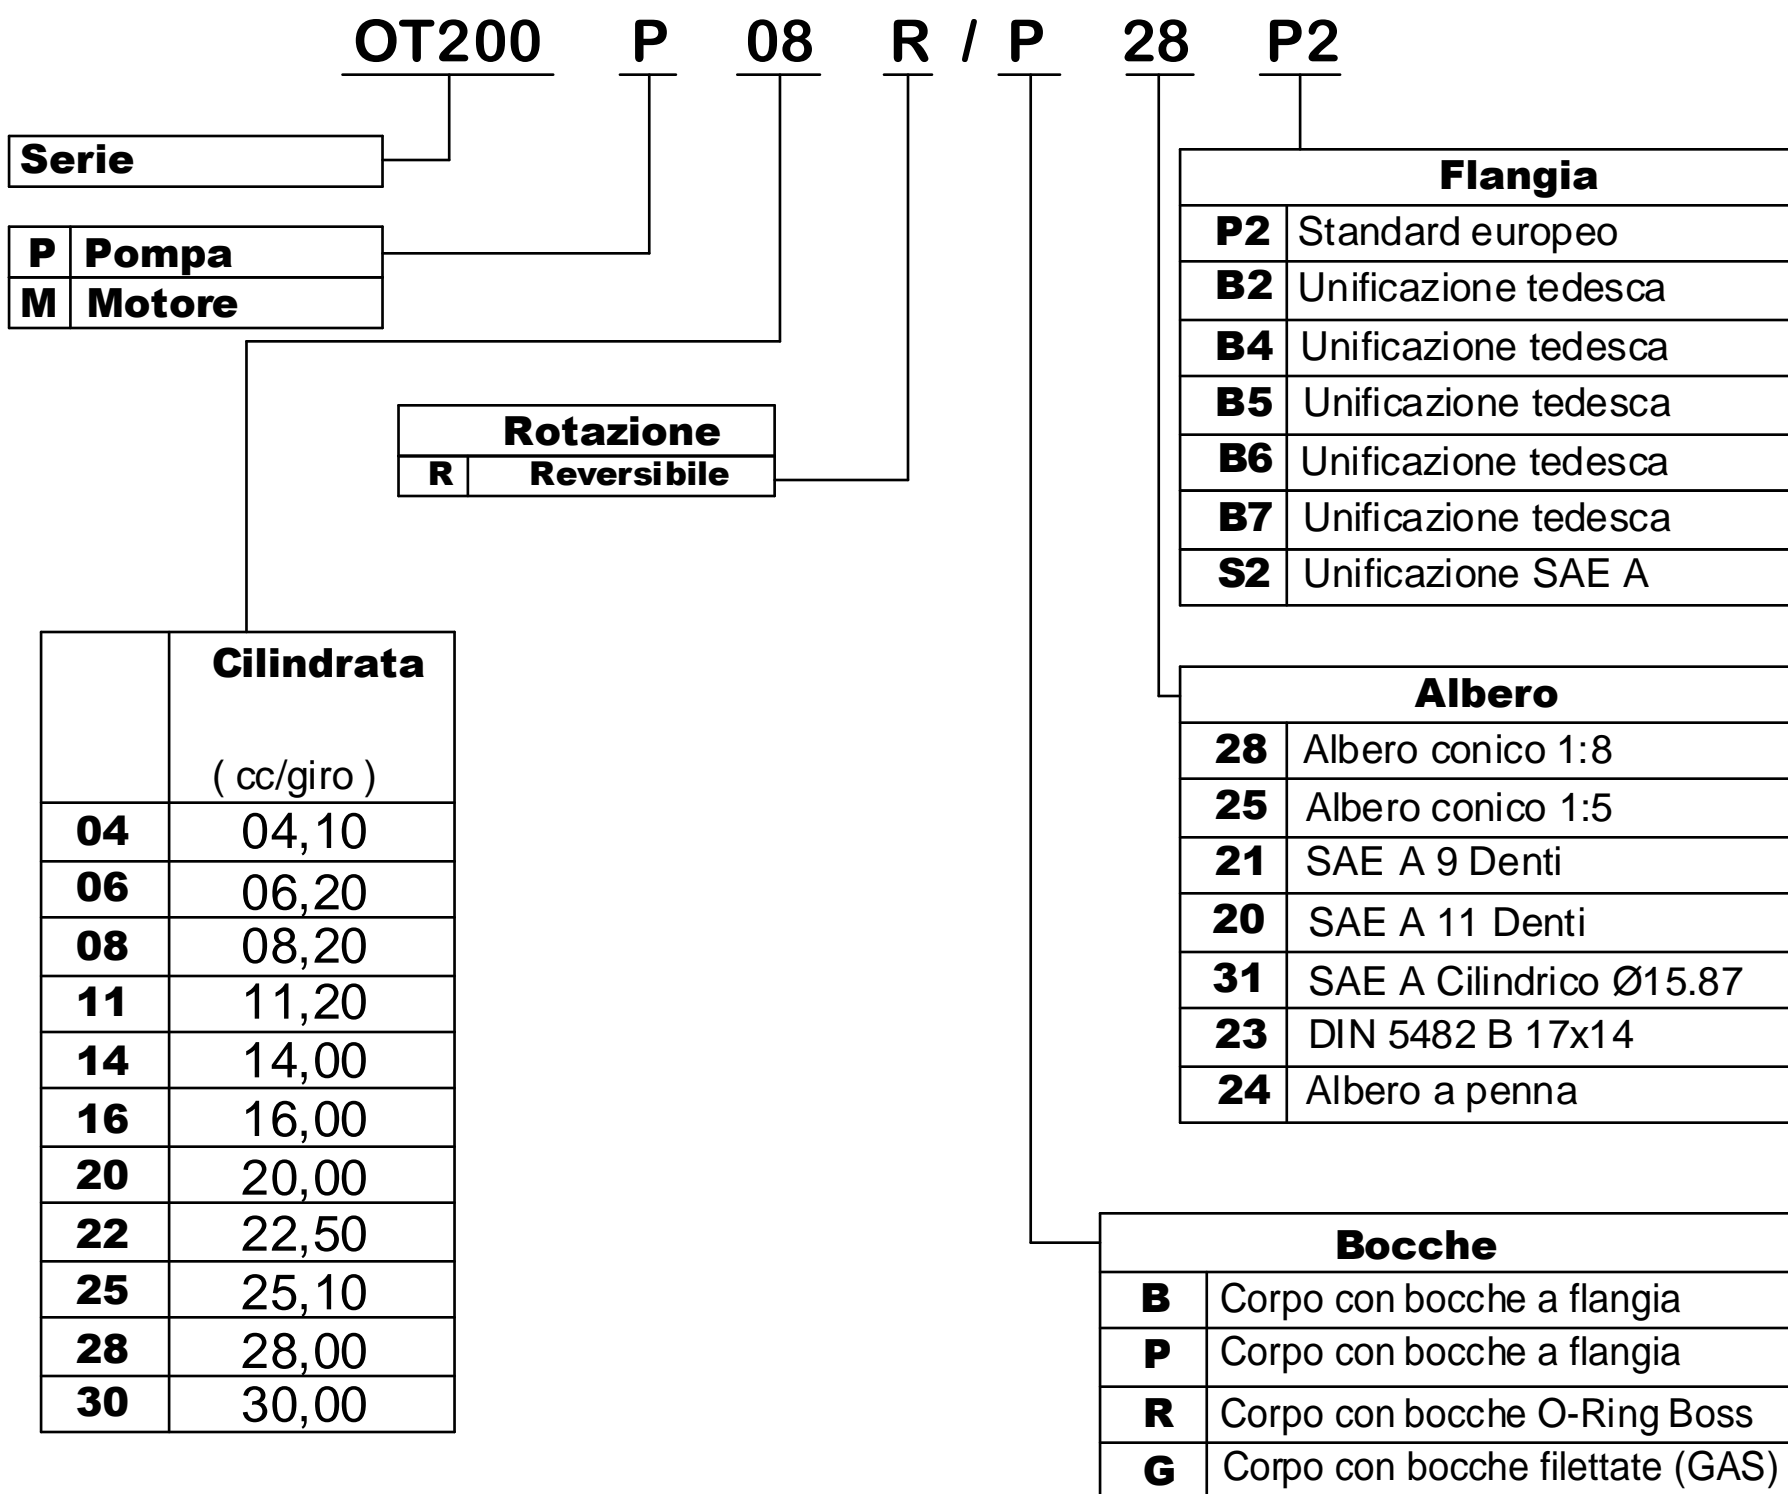 OT200 P 08 R / P 28 P2
Serie
P Pompa
M Motore
Rotazione
R Reversibile
Cilindrata
( cc/giro )
04 04,10
06 06,20
08 08,20
11 11,20
14 14,00
16 16,00
20 20,00
22 22,50
25 25,10
28 28,00
30 30,00
Flangia
P2 Standard europeo
B2 Unificazione tedesca
B4 Unificazione tedesca
B5 Unificazione tedesca
B6 Unificazione tedesca
B7 Unificazione tedesca
S2 Unificazione SAE A
Albero
28 Albero conico 1:8
25 Albero conico 1:5
21 SAE A 9 Denti
20 SAE A 11 Denti
31 SAE A Cilindrico Ø15.87
23 DIN 5482 B 17x14
24 Albero a penna
Bocche
B Corpo con bocche a flangia
P Corpo con bocche a flangia
R Corpo con bocche O-Ring Boss
G Corpo con bocche filettate (GAS)